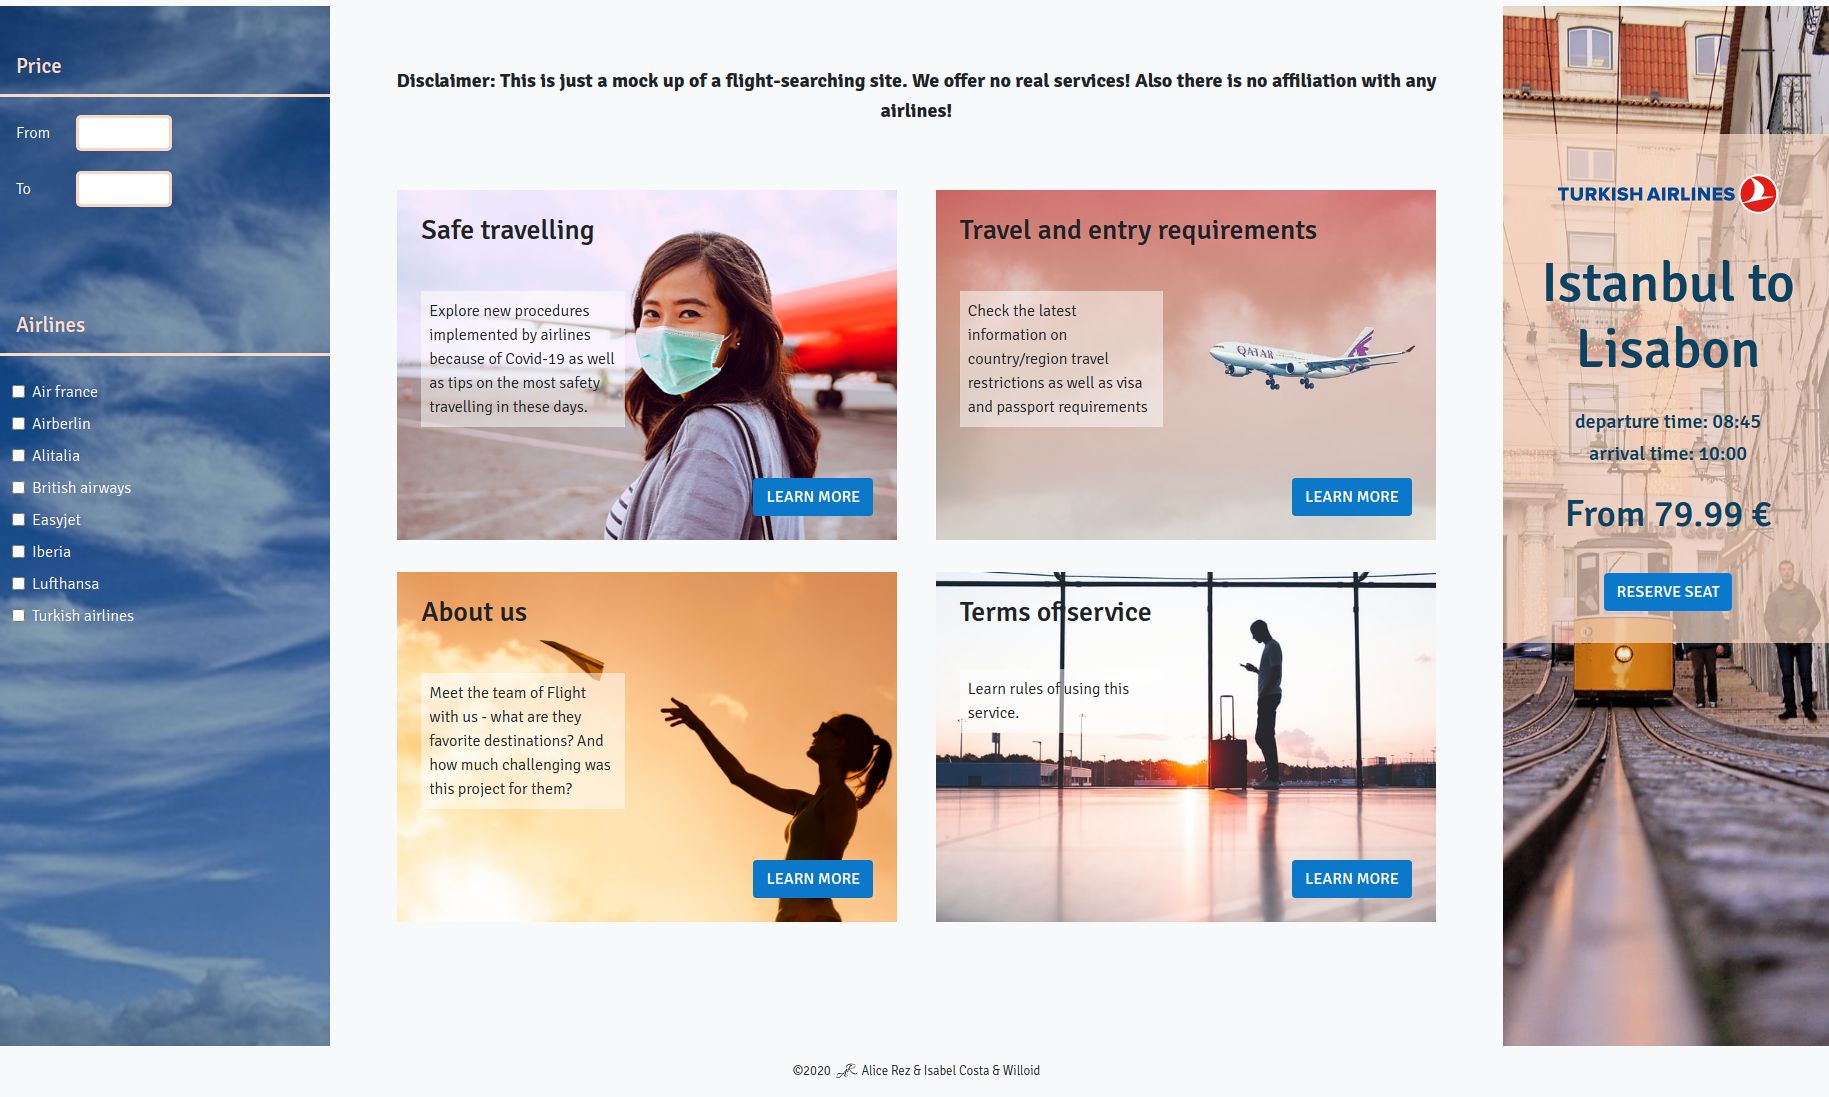 Price
From
To
Airlines
Air france
Airberlin
Alitalia
British airways
Easyjet
Iberia
Lufthansa
Turkish airlines
Disclaimer: This is just a mock up of a flight-searching site. We offer no real services! Also there is no affiliation with any
airlines!
Safe travelling
Explore new procedures
implemented by airlines
because of Covid-19 as well
as tips on the most safety
travelling in these days.
LEARN MORE
Travel and entry requirements
Check the latest
information on
country/region travel
restrictions as well as visa
and passport requirements
QATAR
LEARN MORE
About us
Meet the team of Flight
with us - what are they
favorite destinations? And
how much challenging was
this project for them?
LEARN MORE
Terms of service
Learn rules of using this
service.
LEARN MORE
TURKISH AIRLINES
Istanbul to
Lisabon
departure time: 08:45
arrival time: 10:00
From 79.99 €
RESERVE SEAT
©2020 AR Alice Rez & Isabel Costa & Willoid